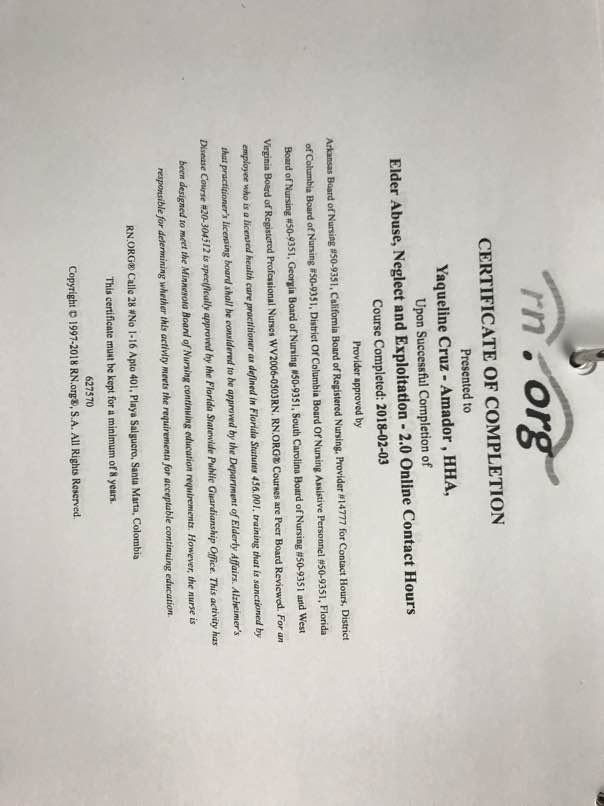 rn.org
CERTIFICATE OF COMPLETION
Presented to
Yaqueline Cruz - Amador , HHA,
Upon Successful Completion of
Elder Abuse, Neglect and Exploitation - 2.0 Online Contact Hours
Course Completed: 2018-02-03
Provider approved by
Arkansas Board of Nursing #50-9351, California Board of Registered Nursing, Provider #14777 for Contact Hours, District
of Columbia Board of Nursing #50-9351, District Of Columbia Board Of Nursing Assistive Personnel #50-9351, Florida
Board of Nursing #50-9351, Georgia Board of Nursing #50-9351, South Carolina Board of Nursing #50-9351 and West
Virginia Board of Registered Professional Nurses WV2006-0503RN. RN.ORG® Courses are Peer Board Reviewed. For an
employee who is a licensed health care practitioner as defined in Florida Statutes 456.001, training that is sanctioned by
that practitioner's licensing board shall be considered to be approved by the Department of Elderly Affairs. Alzheimer's
Disease Course #20-304512 is specifically approved by the Florida Statewide Public Guardianship Office. This activity has
been designed to meet the Minnesota Board of Nursing continuing education requirements. However, the nurse is
responsible for determining whether this activity meets the requirements for acceptable continuing education.
RN.ORG® Calle 28 #No 1-16 Apto 401, Playa Salguero, Santa Marta, Colombia
This certificate must be kept for a minimum of 8 years.
627570
Copyright © 1997-2018 RN.org®, S.A. All Rights Reserved.